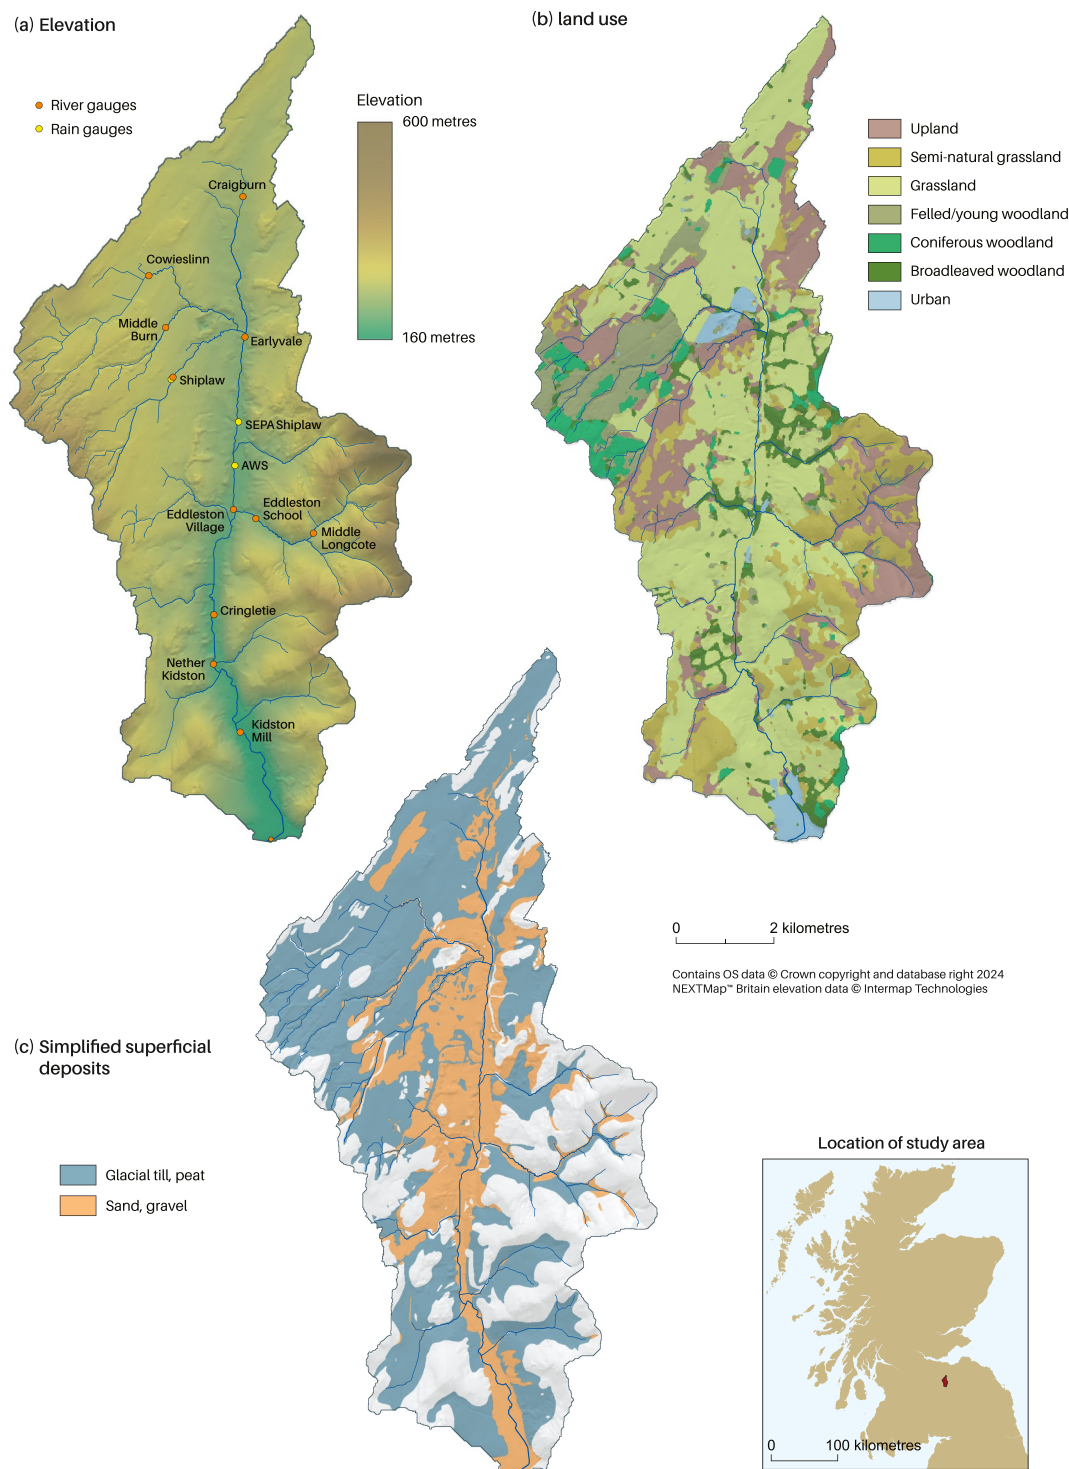 (a) Elevation
River gauges
Rain gauges
Elevation
600 metres
160 metres
Craigburn
Cowieslinn
Middle
Burn
Earlyvale
Shiplaw
SEPA Shiplaw
AWS
Eddleston
Village
Eddleston
School
Middle
Longcote
Cringletie
Nether
Kidston
Kidston
Mill
(b) land use
Upland
Semi-natural grassland
Grassland
Felled/young woodland
Coniferous woodland
Broadleaved woodland
Urban
0 2 kilometres
Contains OS data © Crown copyright and database right 2024
NEXTMap™ Britain elevation data © Intermap Technologies
(c) Simplified superficial
deposits
Glacial till, peat
Sand, gravel
Location of study area
0 100 kilometres